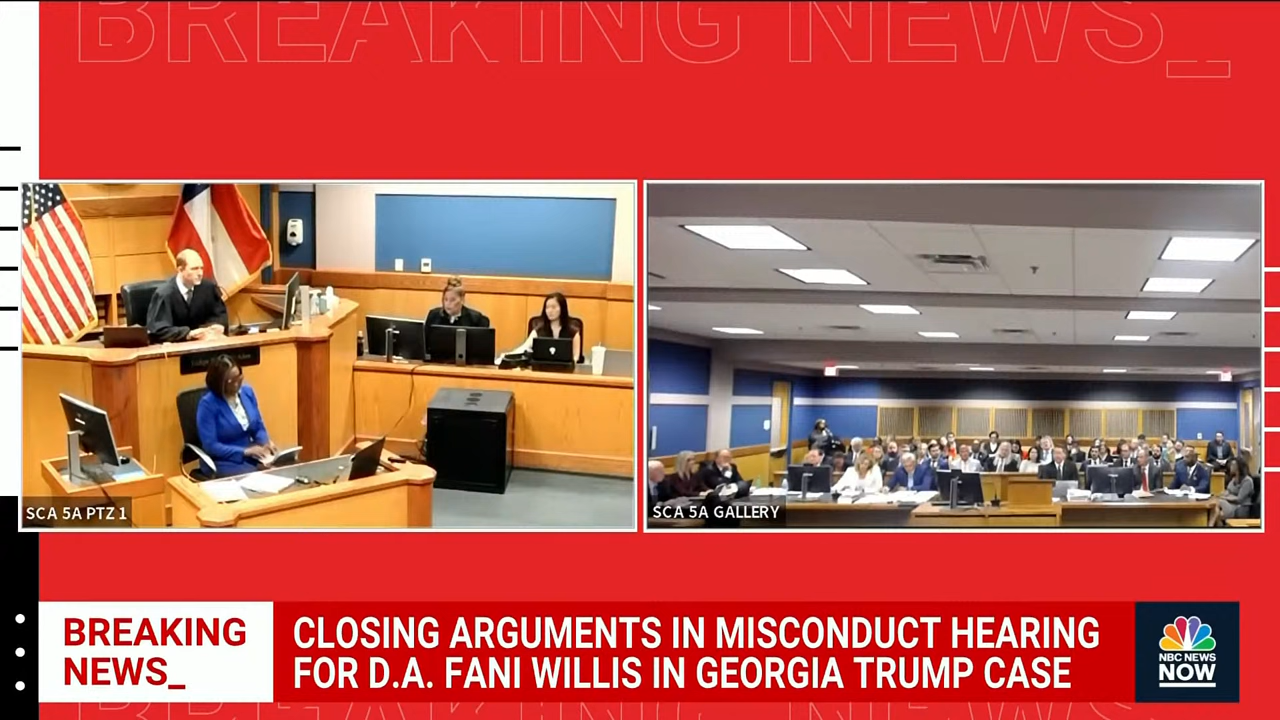 BREAKING NEWS_
SCA 5A PTZ 1
SCA 5A GALLERY
BREAKING
NEWS_
CLOSING ARGUMENTS IN MISCONDUCT HEARING
FOR D.A. FANI WILLIS IN GEORGIA TRUMP CASE
NBC NEWS
NOW